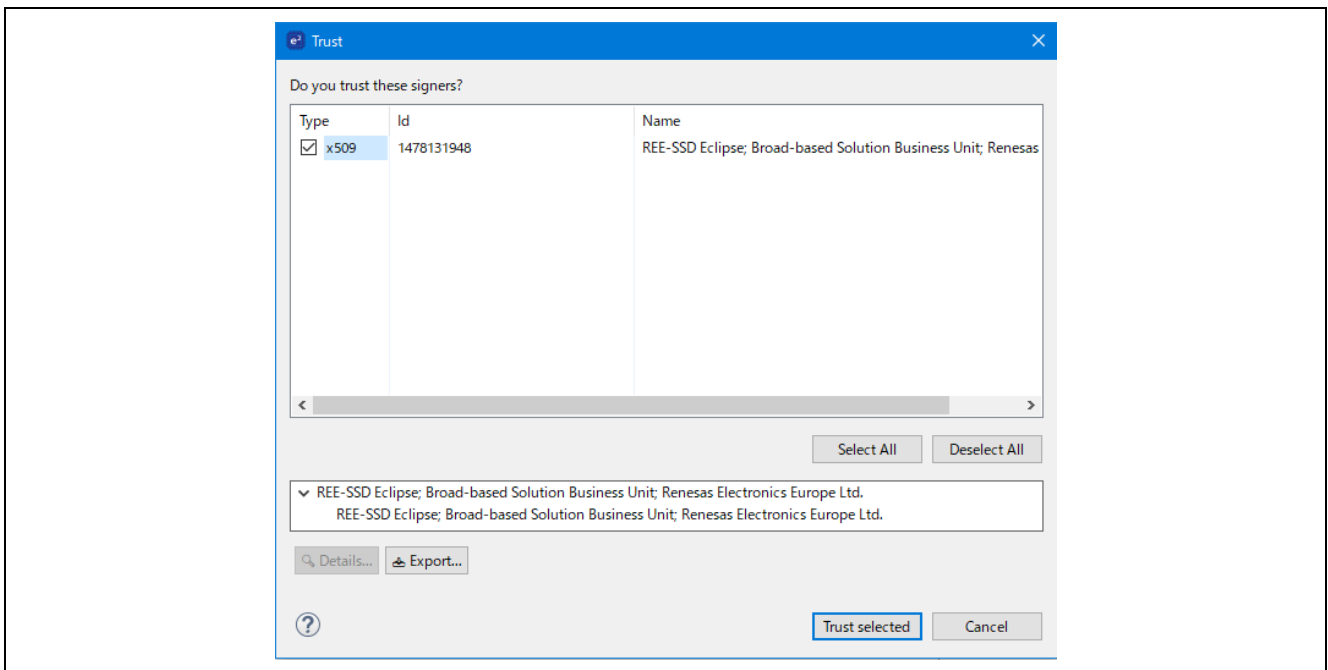 e² Trust
Do you trust these signers?
Type Id Name
x509 1478131948 REE-SSD Eclipse; Broad-based Solution Business Unit; Renesas
Select All Deselect All
REE-SSD Eclipse; Broad-based Solution Business Unit; Renesas Electronics Europe Ltd.
REE-SSD Eclipse; Broad-based Solution Business Unit; Renesas Electronics Europe Ltd.
Details... Export...
? Trust selected Cancel